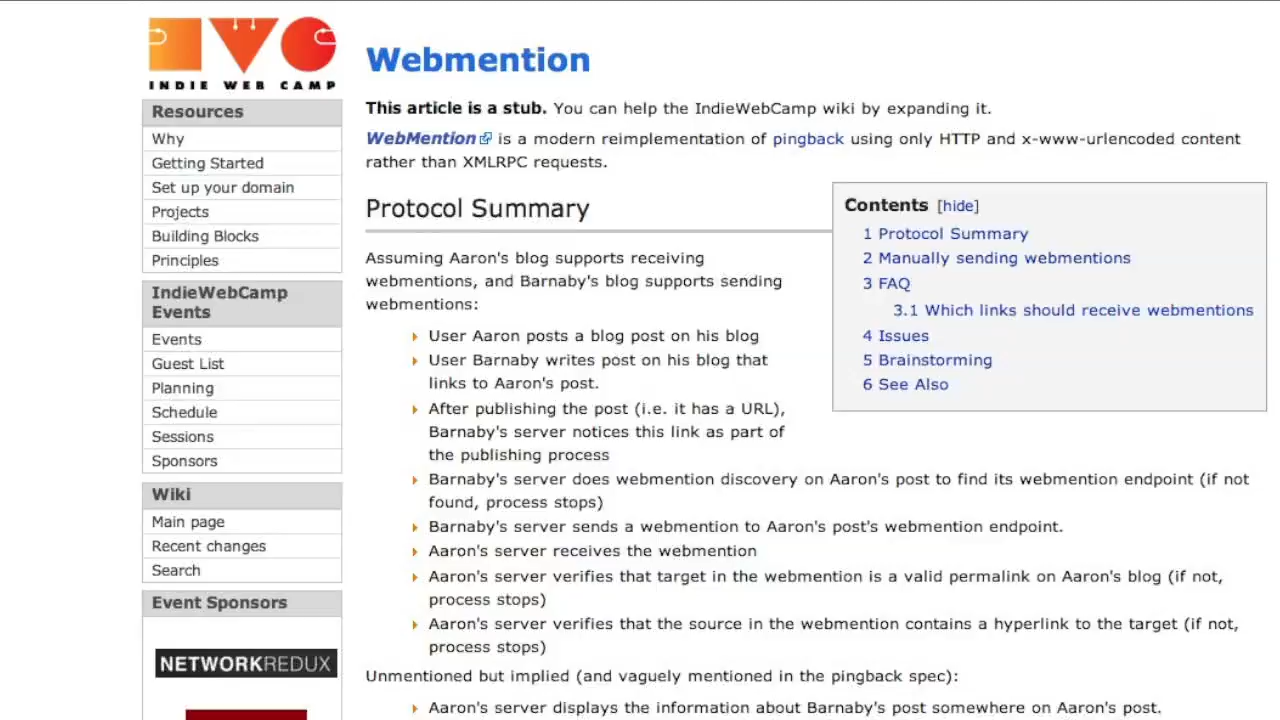 INDIE WEB CAMP
Resources
Why
Getting Started
Set up your domain
Projects
Building Blocks
Principles
IndieWebCamp
Events
Events
Guest List
Planning
Schedule
Sessions
Sponsors
Wiki
Main page
Recent changes
Search
Event Sponsors
NETWORKREDUX
Webmention
This article is a stub. You can help the IndieWebCamp wiki by expanding it.
WebMention is a modern reimplementation of pingback using only HTTP and x-www-urlencoded content
rather than XMLRPC requests.
Contents [hide]
1 Protocol Summary
2 Manually sending webmentions
3 FAQ
3.1 Which links should receive webmentions
4 Issues
5 Brainstorming
6 See Also
Protocol Summary
Assuming Aaron's blog supports receiving
webmentions, and Barnaby's blog supports sending
webmentions:
User Aaron posts a blog post on his blog
User Barnaby writes post on his blog that
links to Aaron's post.
After publishing the post (i.e. it has a URL),
Barnaby's server notices this link as part of
the publishing process
Barnaby's server does webmention discovery on Aaron's post to find its webmention endpoint (if not
found, process stops)
Barnaby's server sends a webmention to Aaron's post's webmention endpoint.
Aaron's server receives the webmention
Aaron's server verifies that target in the webmention is a valid permalink on Aaron's blog (if not,
process stops)
Aaron's server verifies that the source in the webmention contains a hyperlink to the target (if not,
process stops)
Unmentioned but implied (and vaguely mentioned in the pingback spec):
Aaron's server displays the information about Barnaby's post somewhere on Aaron's post.